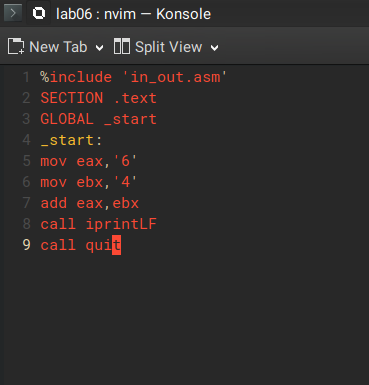 lab06 : nvim — Konsole
New Tab Split View
1 %include 'in_out.asm'
2 SECTION .text
3 GLOBAL _start
4 _start:
5 mov eax,'6'
6 mov ebx,'4'
7 add eax,ebx
8 call iprintLF
9 call quit